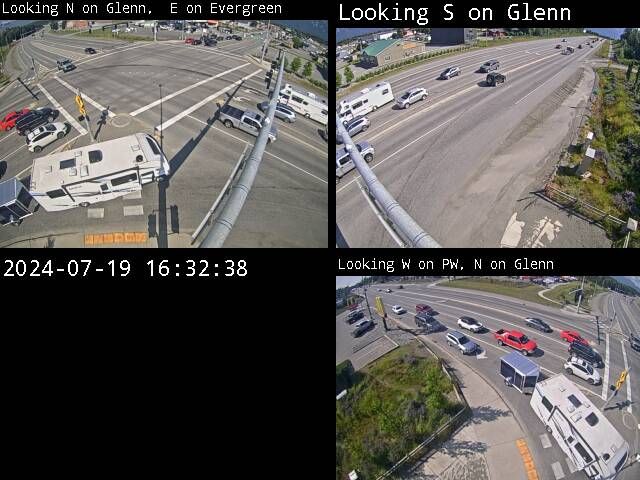 Looking N on Glenn,  E on Evergreen
Looking S on Glenn
2024-07-19 16:32:38
Looking W on PW, N on Glenn